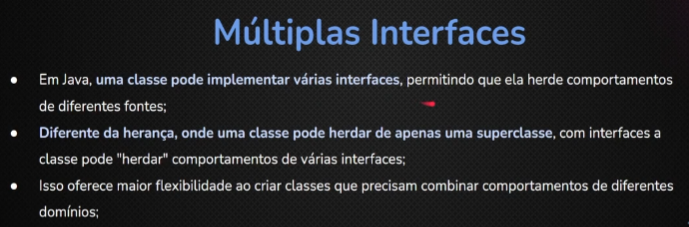 Múltiplas Interfaces
● Em Java, uma classe pode implementar várias interfaces, permitindo que ela herde comportamentos
de diferentes fontes;
● Diferente da herança, onde uma classe pode herdar de apenas uma superclasse, com interfaces a
classe pode "herdar" comportamentos de várias interfaces;
● Isso oferece maior flexibilidade ao criar classes que precisam combinar comportamentos de diferentes
domínios;